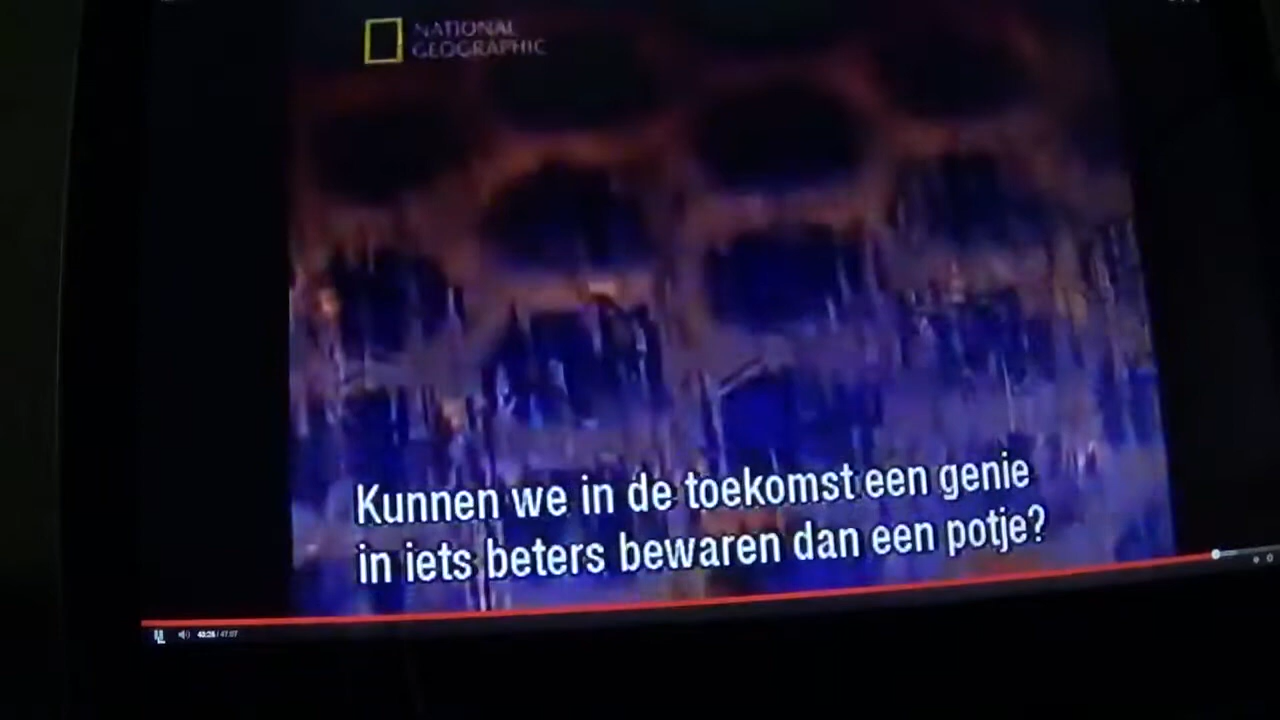 NATIONAL
GEOGRAPHIC
Kunnen we in de toekomst een genie
in iets beters bewaren dan een potje?